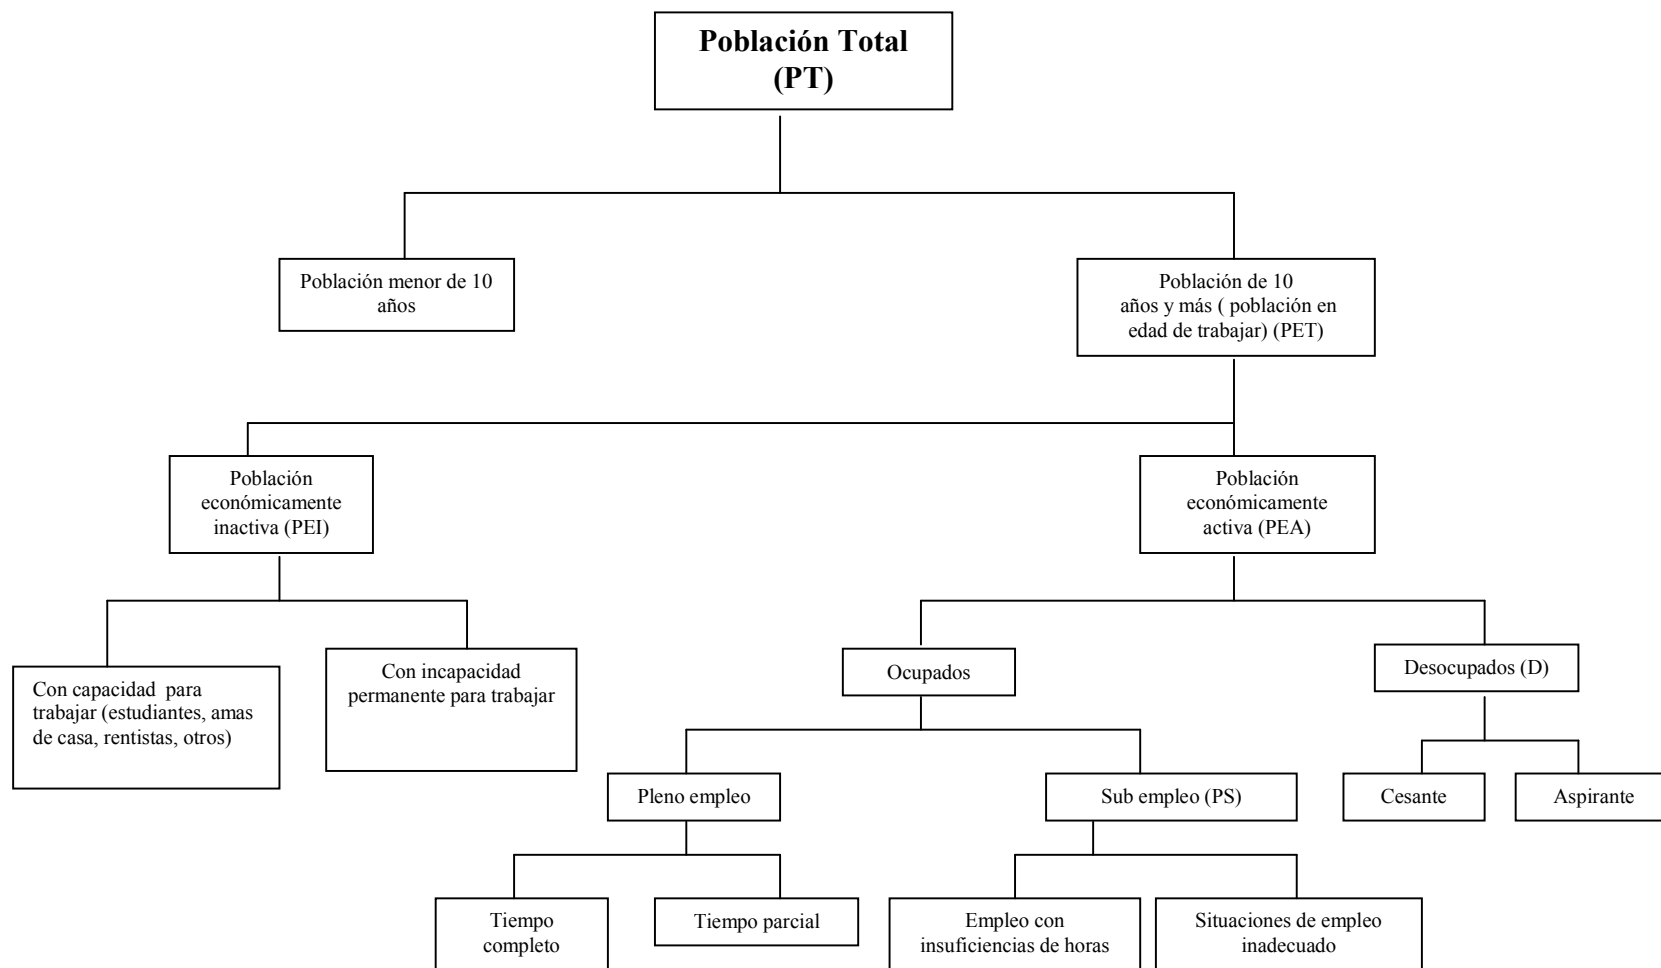 Población Total
(PT)
Población menor de 10
años
Población de 10
años y más ( población en
edad de trabajar) (PET)
Población
económicamente
inactiva (PEI)
Población
económicamente
activa (PEA)
Con capacidad para
trabajar (estudiantes, amas
de casa, rentistas, otros)
Con incapacidad
permanente para trabajar
Ocupados
Desocupados (D)
Pleno empleo
Sub empleo (PS)
Cesante
Aspirante
Tiempo
completo
Tiempo parcial
Empleo con
insuficiencias de horas
Situaciones de empleo
inadecuado